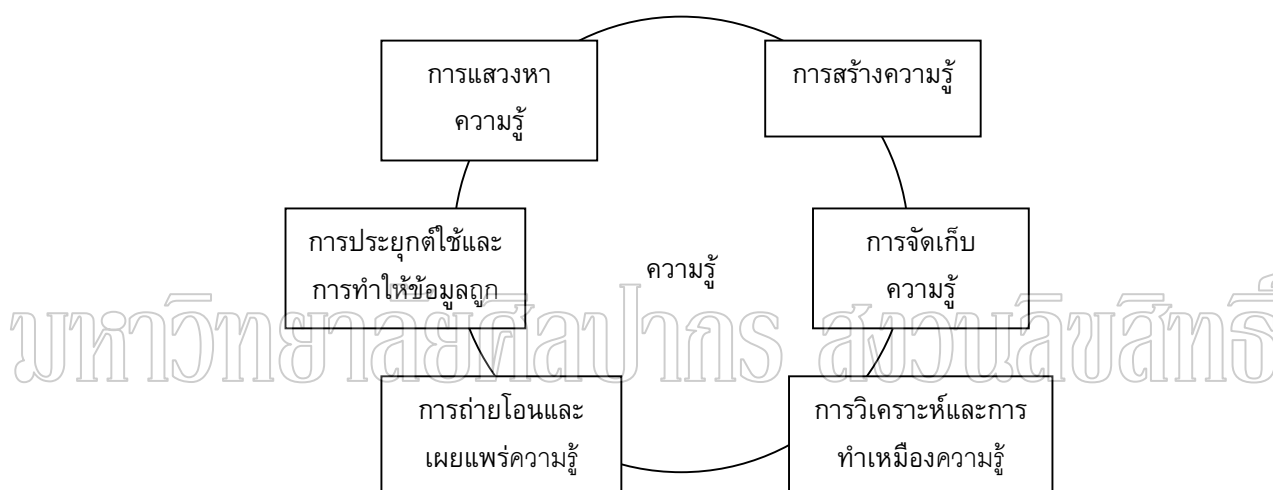 การแสวงหา
ความรู้
การสร้างความรู้
การประยุกต์ใช้และ
การทำให้ข้อมูลถูก
ความรู้
การจัดเก็บ
ความรู้
มหาวิทยาลัยศิลปากร สงวนลิขสิทธิ์
การถ่ายโอนและ
เผยแพร่ความรู้
การวิเคราะห์และการ
ทำเหมืองความรู้